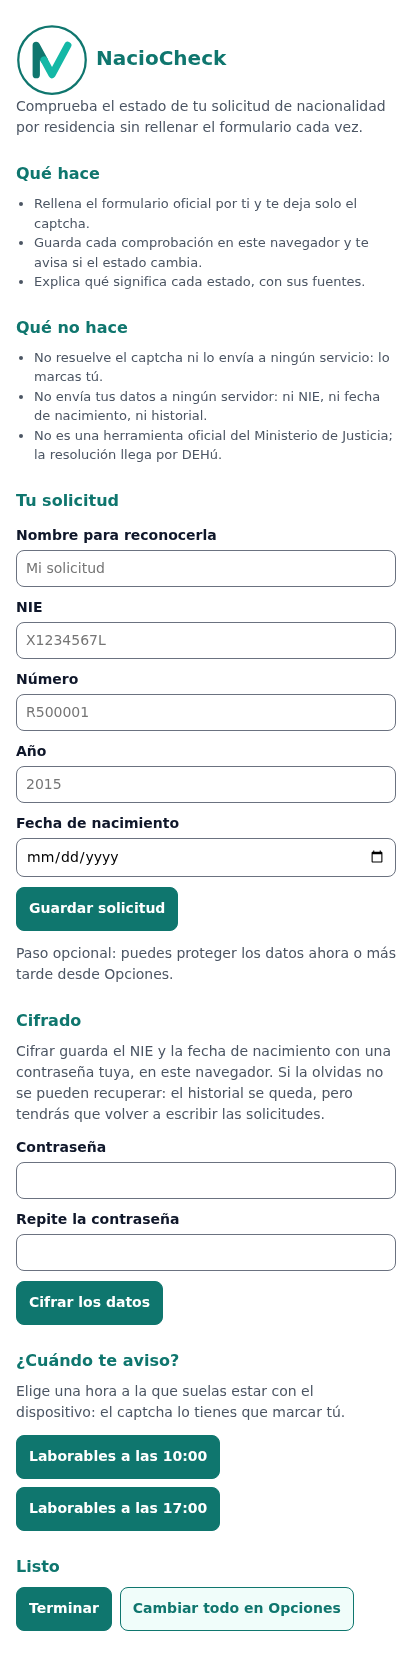 NacioCheck
Comprueba el estado de tu solicitud de nacionalidad
por residencia sin rellenar el formulario cada vez.
Qué hace
• Rellena el formulario oficial por ti y te deja solo el
captcha.
• Guarda cada comprobación en este navegador y te
avisa si el estado cambia.
• Explica qué significa cada estado, con sus fuentes.
Qué no hace
• No resuelve el captcha ni lo envía a ningún servicio: lo
marcas tú.
• No envía tus datos a ningún servidor: ni NIE, ni fecha
de nacimiento, ni historial.
• No es una herramienta oficial del Ministerio de Justicia;
la resolución llega por DEHú.
Tu solicitud
Nombre para reconocerla
Mi solicitud
NIE
X1234567L
Número
R500001
Año
2015
Fecha de nacimiento
mm/dd/yyyy
Guardar solicitud
Paso opcional: puedes proteger los datos ahora o más
tarde desde Opciones.
Cifrado
Cifrar guarda el NIE y la fecha de nacimiento con una
contraseña tuya, en este navegador. Si la olvidas no
se pueden recuperar: el historial se queda, pero
tendrás que volver a escribir las solicitudes.
Contraseña
Repite la contraseña
Cifrar los datos
¿Cuándo te aviso?
Elige una hora a la que suelas estar con el
dispositivo: el captcha lo tienes que marcar tú.
Laborables a las 10:00
Laborables a las 17:00
Listo
Terminar
Cambiar todo en Opciones